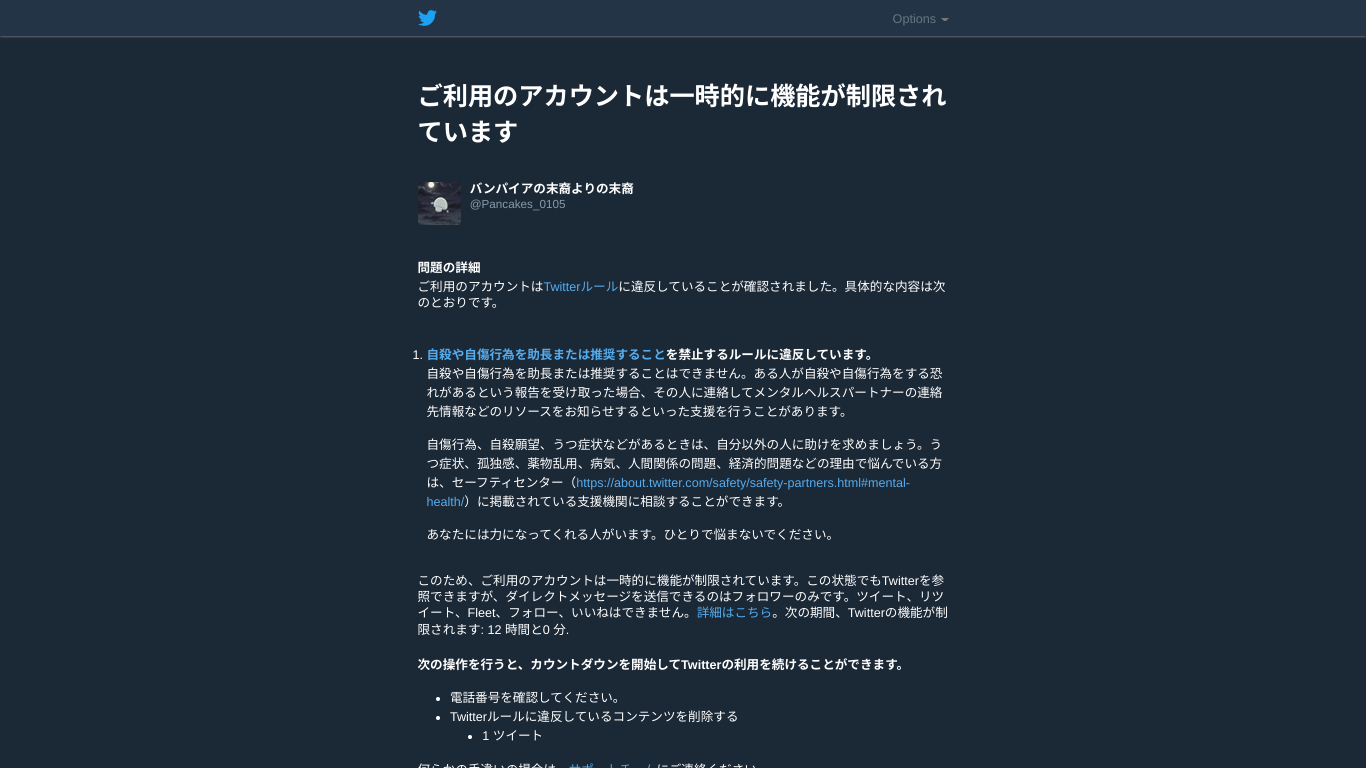 Options
ご利用のアカウントは一時的に機能が制限され
ています
バンパイアの末裔よりの末裔
@Pancakes_0105
問題の詳細
ご利用のアカウントはTwitterルールに違反していることが確認されました。具体的な内容は次
のとおりです。
1. 自殺や自傷行為を助長または推奨することを禁止するルールに違反しています。
自殺や自傷行為を助長または推奨することはできません。ある人が自殺や自傷行為をする恐
れがあるという報告を受け取った場合、その人に連絡してメンタルヘルスパートナーの連絡
先情報などのリソースをお知らせするといった支援を行うことがあります。
自傷行為、自殺願望、うつ症状などがあるときは、自分以外の人に助けを求めましょう。う
つ症状、孤独感、薬物乱用、病気、人間関係の問題、経済的問題などの理由で悩んでいる方
は、セーフティセンター（https://about.twitter.com/safety/safety-partners.html#mental-
health/）に掲載されている支援機関に相談することができます。
あなたには力になってくれる人がいます。ひとりで悩まないでください。
このため、ご利用のアカウントは一時的に機能が制限されています。この状態でもTwitterを参
照できますが、ダイレクトメッセージを送信できるのはフォロワーのみです。ツイート、リツ
イート、Fleet、フォロー、いいねはできません。詳細はこちら。次の期間、Twitterの機能が制
限されます: 12 時間と0 分.
次の操作を行うと、カウントダウンを開始してTwitterの利用を続けることができます。
• 電話番号を確認してください。
• Twitterルールに違反しているコンテンツを削除する
• 1 ツイート
何らかの手違いの場合は、サポートチームにご連絡ください。